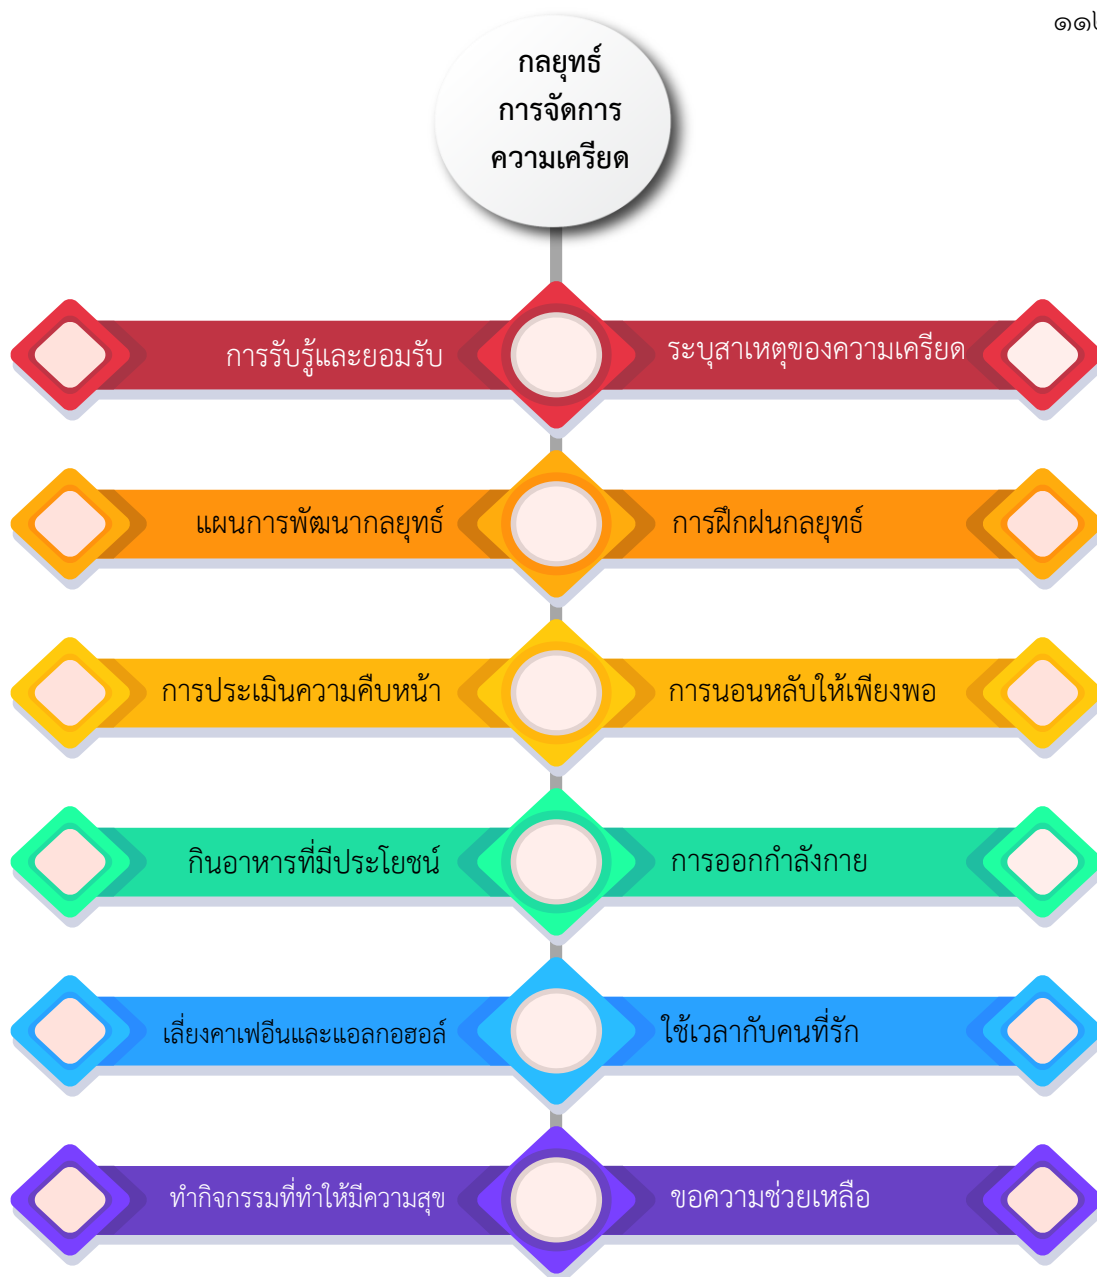 กลยุทธ์
การจัดการ
ความเครียด
การรับรู้และยอมรับ
ระบุสาเหตุของความเครียด
แผนการพัฒนากลยุทธ์
การฝึกฝนกลยุทธ์
การประเมินความคืบหน้า
การนอนหลับให้เพียงพอ
กินอาหารที่มีประโยชน์
การออกกำลังกาย
เลี่ยงคาเฟอีนและแอลกอฮอล์
ใช้เวลากับคนที่รัก
ทำกิจกรรมที่ทำให้มีความสุข
ขอความช่วยเหลือ